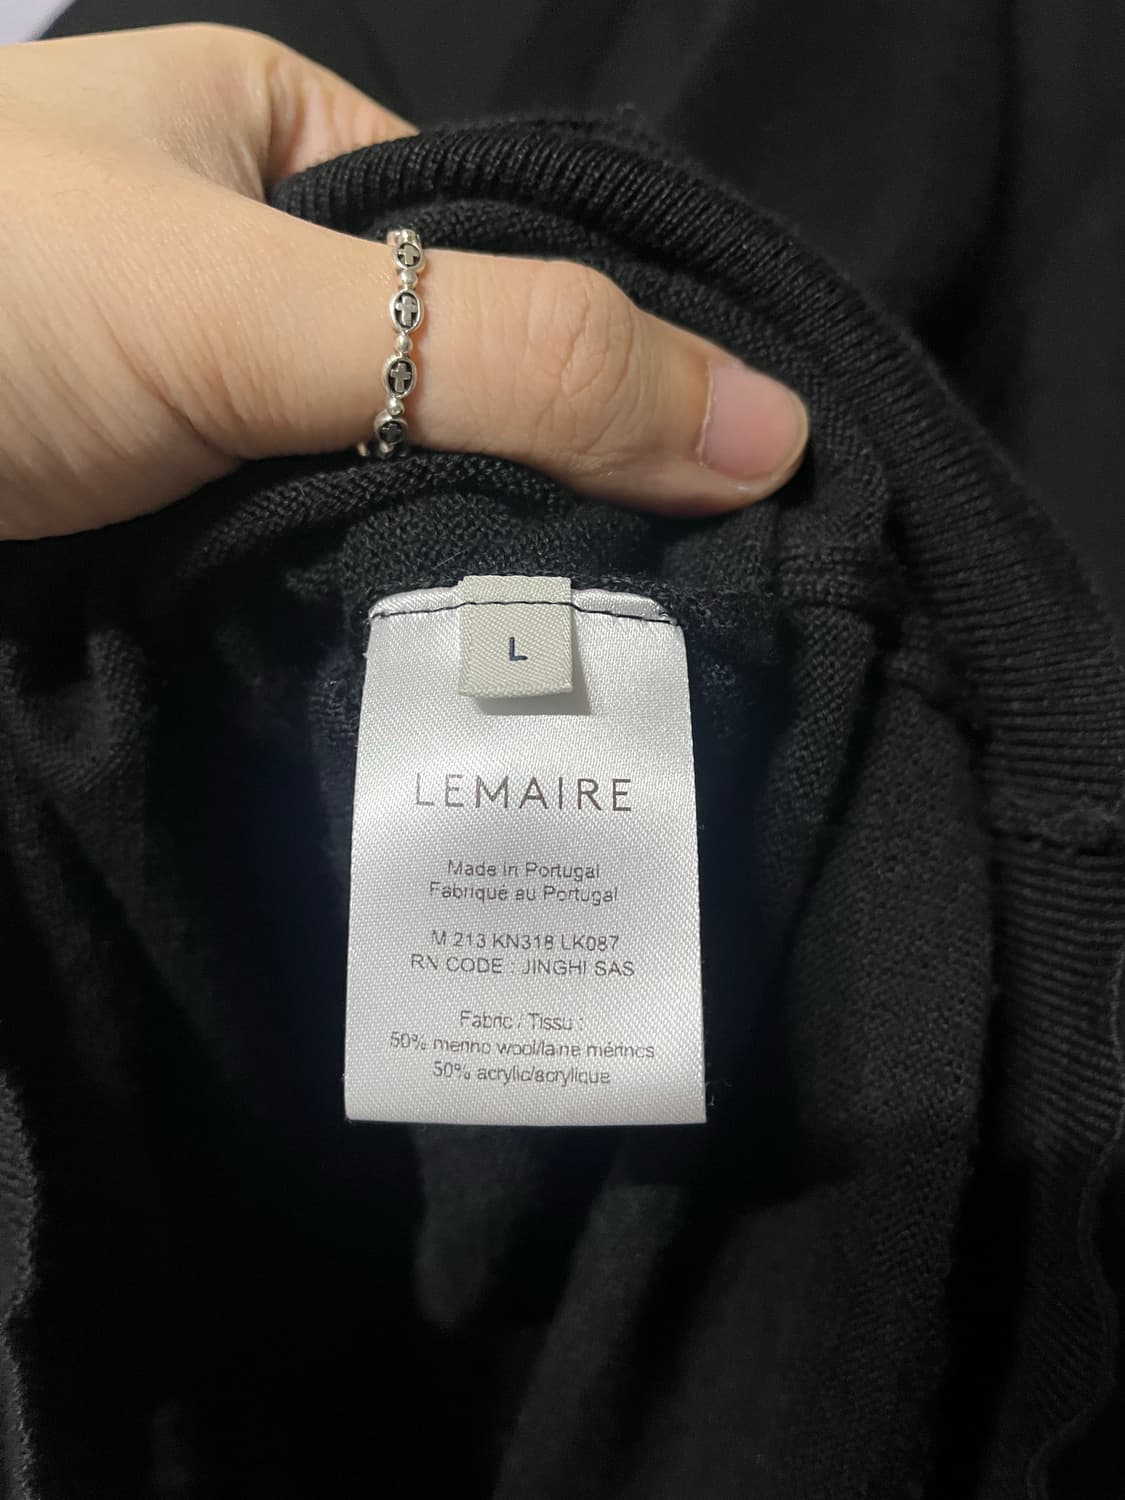 L
LEMAIRE
Made in Portugal
Fabriqué au Portugal
M 213 KN318 LK087
RN CODE : JINGHI SAS
Fabric / Tissu :
50% merino wool/laine mérinos
50% acrylic/acrylique